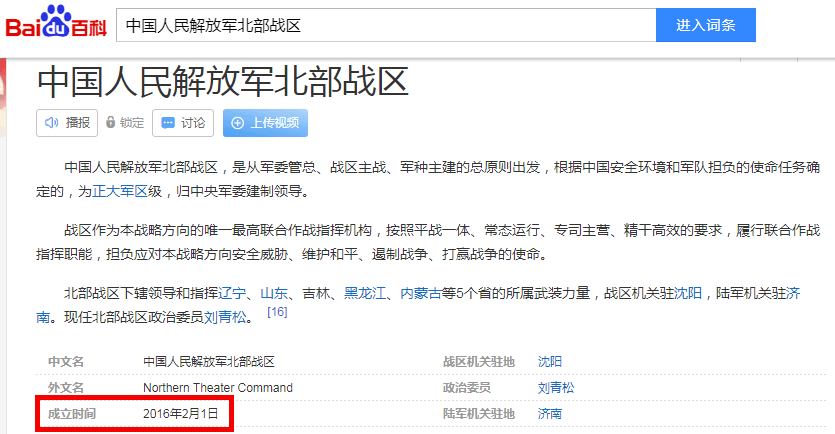 Bai du 百科
中国人民解放军北部战区
进入词条
中国人民解放军北部战区
播报
锁定
讨论
上传视频
中国人民解放军北部战区，是从军委管总、战区主战、军种主建的总原则出发，根据中国安全环境和军队担负的使命任务确
定的，为正大军区级，归中央军委建制领导。
战区作为本战略方向的唯一最高联合作战指挥机构，按照平战一体、常态运行、专司主营、精干高效的要求，履行联合作战
指挥职能，担负应对本战略方向安全威胁、维护和平、遏制战争、打赢战争的使命。
北部战区下辖领导和指挥辽宁、山东、吉林、黑龙江、内蒙古等5个省的所属武装力量，战区机关驻沈阳，陆军机关驻济
南。现任北部战区政治委员刘青松。 [16]
中文名 中国人民解放军北部战区 战区机关驻地 沈阳
外文名 Northern Theater Command 政治委员 刘青松
成立时间 2016年2月1日 陆军机关驻地 济南